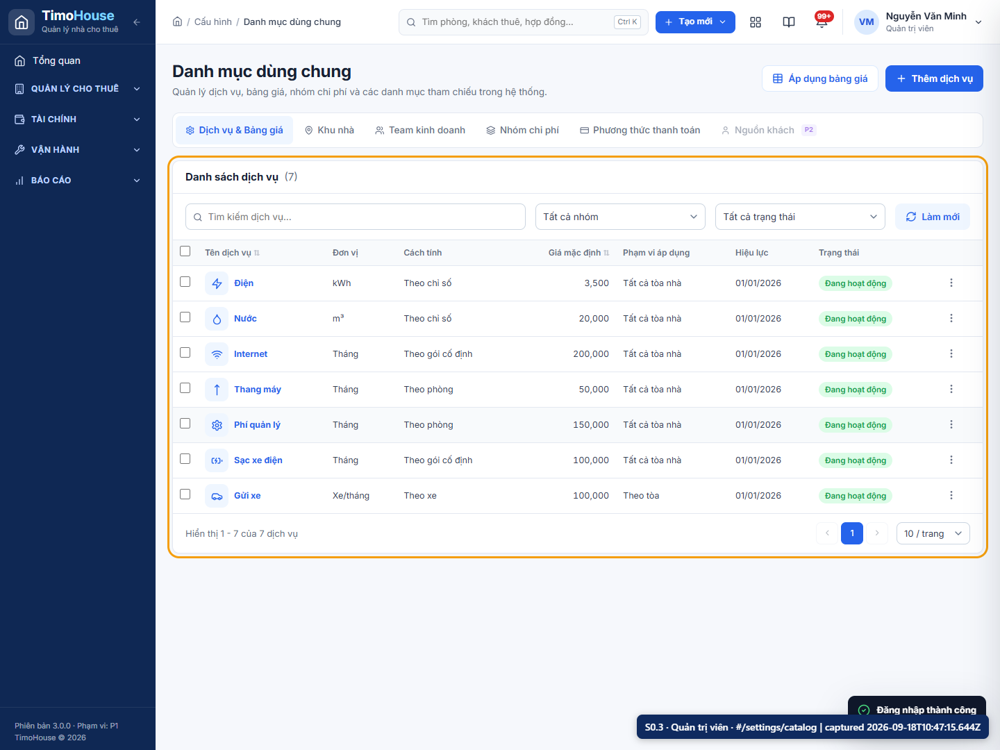 TimoHouse
Quản lý nhà cho thuê
Tổng quan
QUẢN LÝ CHO THUÊ
TÀI CHÍNH
VẬN HÀNH
BÁO CÁO
Phiên bản 3.0.0 · Phạm vi: P1
TimoHouse © 2026
/ Cấu hình / Danh mục dùng chung
Tìm phòng, khách thuê, hợp đồng... Ctrl K
Tạo mới
99+
VM
Nguyễn Văn Minh
Quản trị viên
Danh mục dùng chung
Quản lý dịch vụ, bảng giá, nhóm chi phí và các danh mục tham chiếu trong hệ thống.
Áp dụng bảng giá
Thêm dịch vụ
Dịch vụ & Bảng giá Khu nhà Team kinh doanh Nhóm chi phí Phương thức thanh toán Nguồn khách P2
Danh sách dịch vụ (7)
Tìm kiếm dịch vụ... Tất cả nhóm Tất cả trạng thái Làm mới
Tên dịch vụ Đơn vị Cách tính Giá mặc định Phạm vi áp dụng Hiệu lực Trạng thái
Điện kWh Theo chỉ số 3,500 Tất cả tòa nhà 01/01/2026 Đang hoạt động
Nước m³ Theo chỉ số 20,000 Tất cả tòa nhà 01/01/2026 Đang hoạt động
Internet Tháng Theo gói cố định 200,000 Tất cả tòa nhà 01/01/2026 Đang hoạt động
Thang máy Tháng Theo phòng 50,000 Tất cả tòa nhà 01/01/2026 Đang hoạt động
Phí quản lý Tháng Theo phòng 150,000 Tất cả tòa nhà 01/01/2026 Đang hoạt động
Sạc xe điện Tháng Theo gói cố định 100,000 Tất cả tòa nhà 01/01/2026 Đang hoạt động
Gửi xe Xe/tháng Theo xe 100,000 Theo tòa 01/01/2026 Đang hoạt động
Hiển thị 1 - 7 của 7 dịch vụ
1
10 / trang
Đăng nhập thành công
S0.3 · Quản trị viên · #/settings/catalog | captured 2026-09-18T10:47:15.644Z